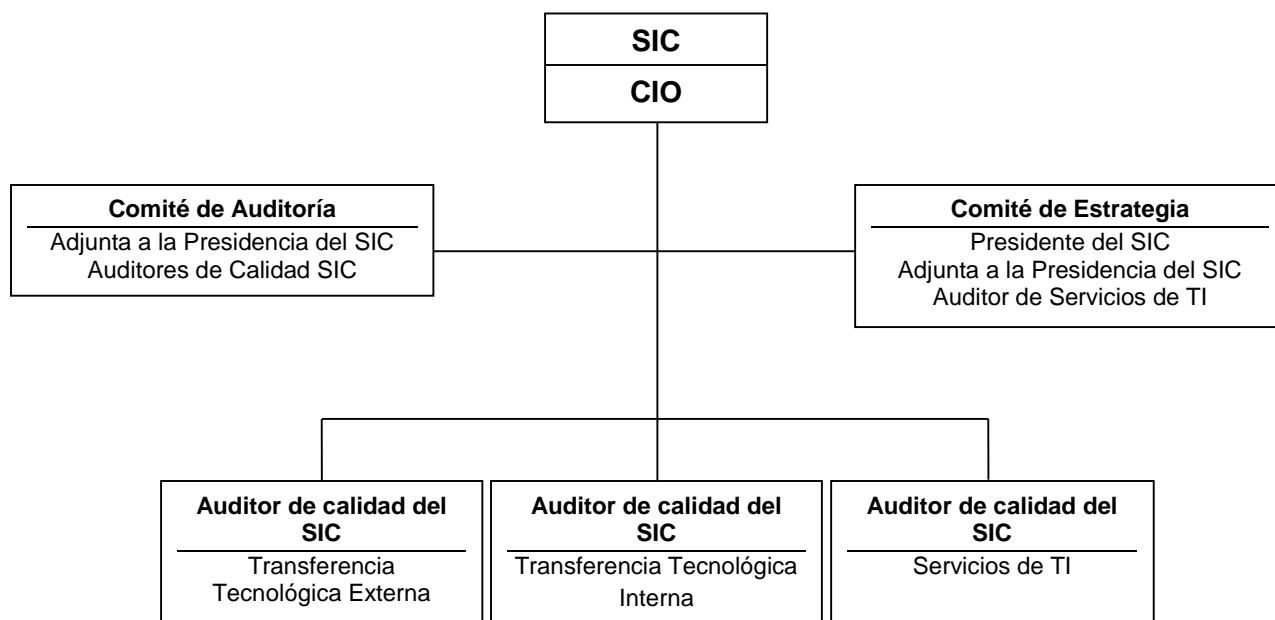 SIC
CIO
Comité de Auditoría
Adjunta a la Presidencia del SIC
Auditores de Calidad SIC
Comité de Estrategia
Presidente del SIC
Adjunta a la Presidencia del SIC
Auditor de Servicios de TI
Auditor de calidad del
SIC
Transferencia
Tecnológica Externa
Auditor de calidad del
SIC
Transferencia Tecnológica
Interna
Auditor de calidad del
SIC
Servicios de TI